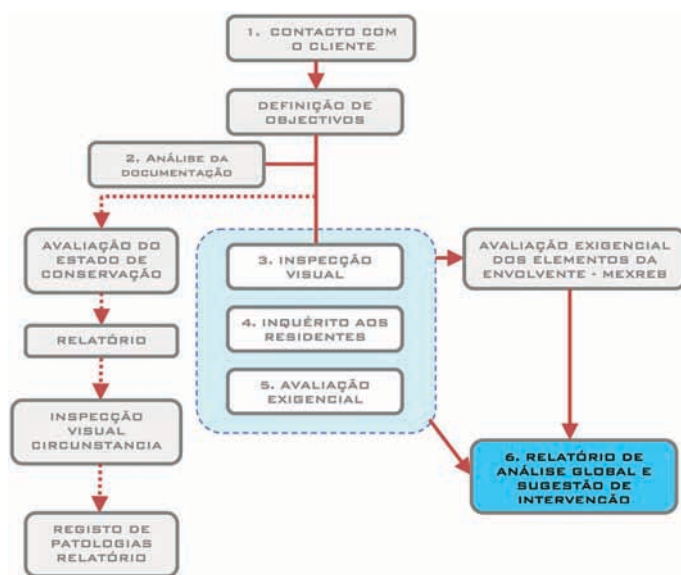 1. CONTACTO COM
O CLIENTE
DEFINIÇÃO DE
OBJECTIVOS
2. ANÁLISE DA
DOCUMENTAÇÃO
AVALIAÇÃO DO
ESTADO DE
CONSERVAÇÃO
RELATÓRIO
INSPECÇÃO
VISUAL
CIRCUNSTANCIA
REGISTO DE
PATOLOGIAS
RELATÓRIO
3. INSPECÇÃO
VISUAL
4. INQUÉRITO AOS
RESIDENTES
5. AVALIAÇÃO
EXIGENCIAL
AVALIAÇÃO EXIGENCIAL
DOS ELEMENTOS DA
ENVOLVENTE - MEXREB
6. RELATÓRIO DE
ANÁLISE GLOBAL E
SUGESTÃO DE
INTERVENCÃO